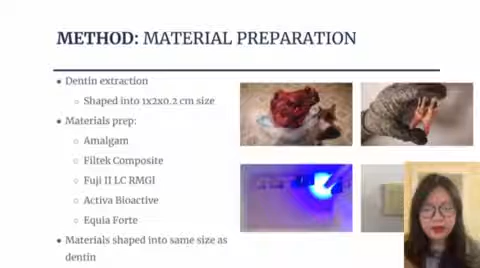 METHOD: MATERIAL PREPARATION
Dentin extraction
Shaped into 1x2x0.2 cm size
Materials prep:
Amalgam
Filtek Composite
Fuji II LC RMGI
Activa Bioactive
Equia Forte
Materials shaped into same size as
dentin